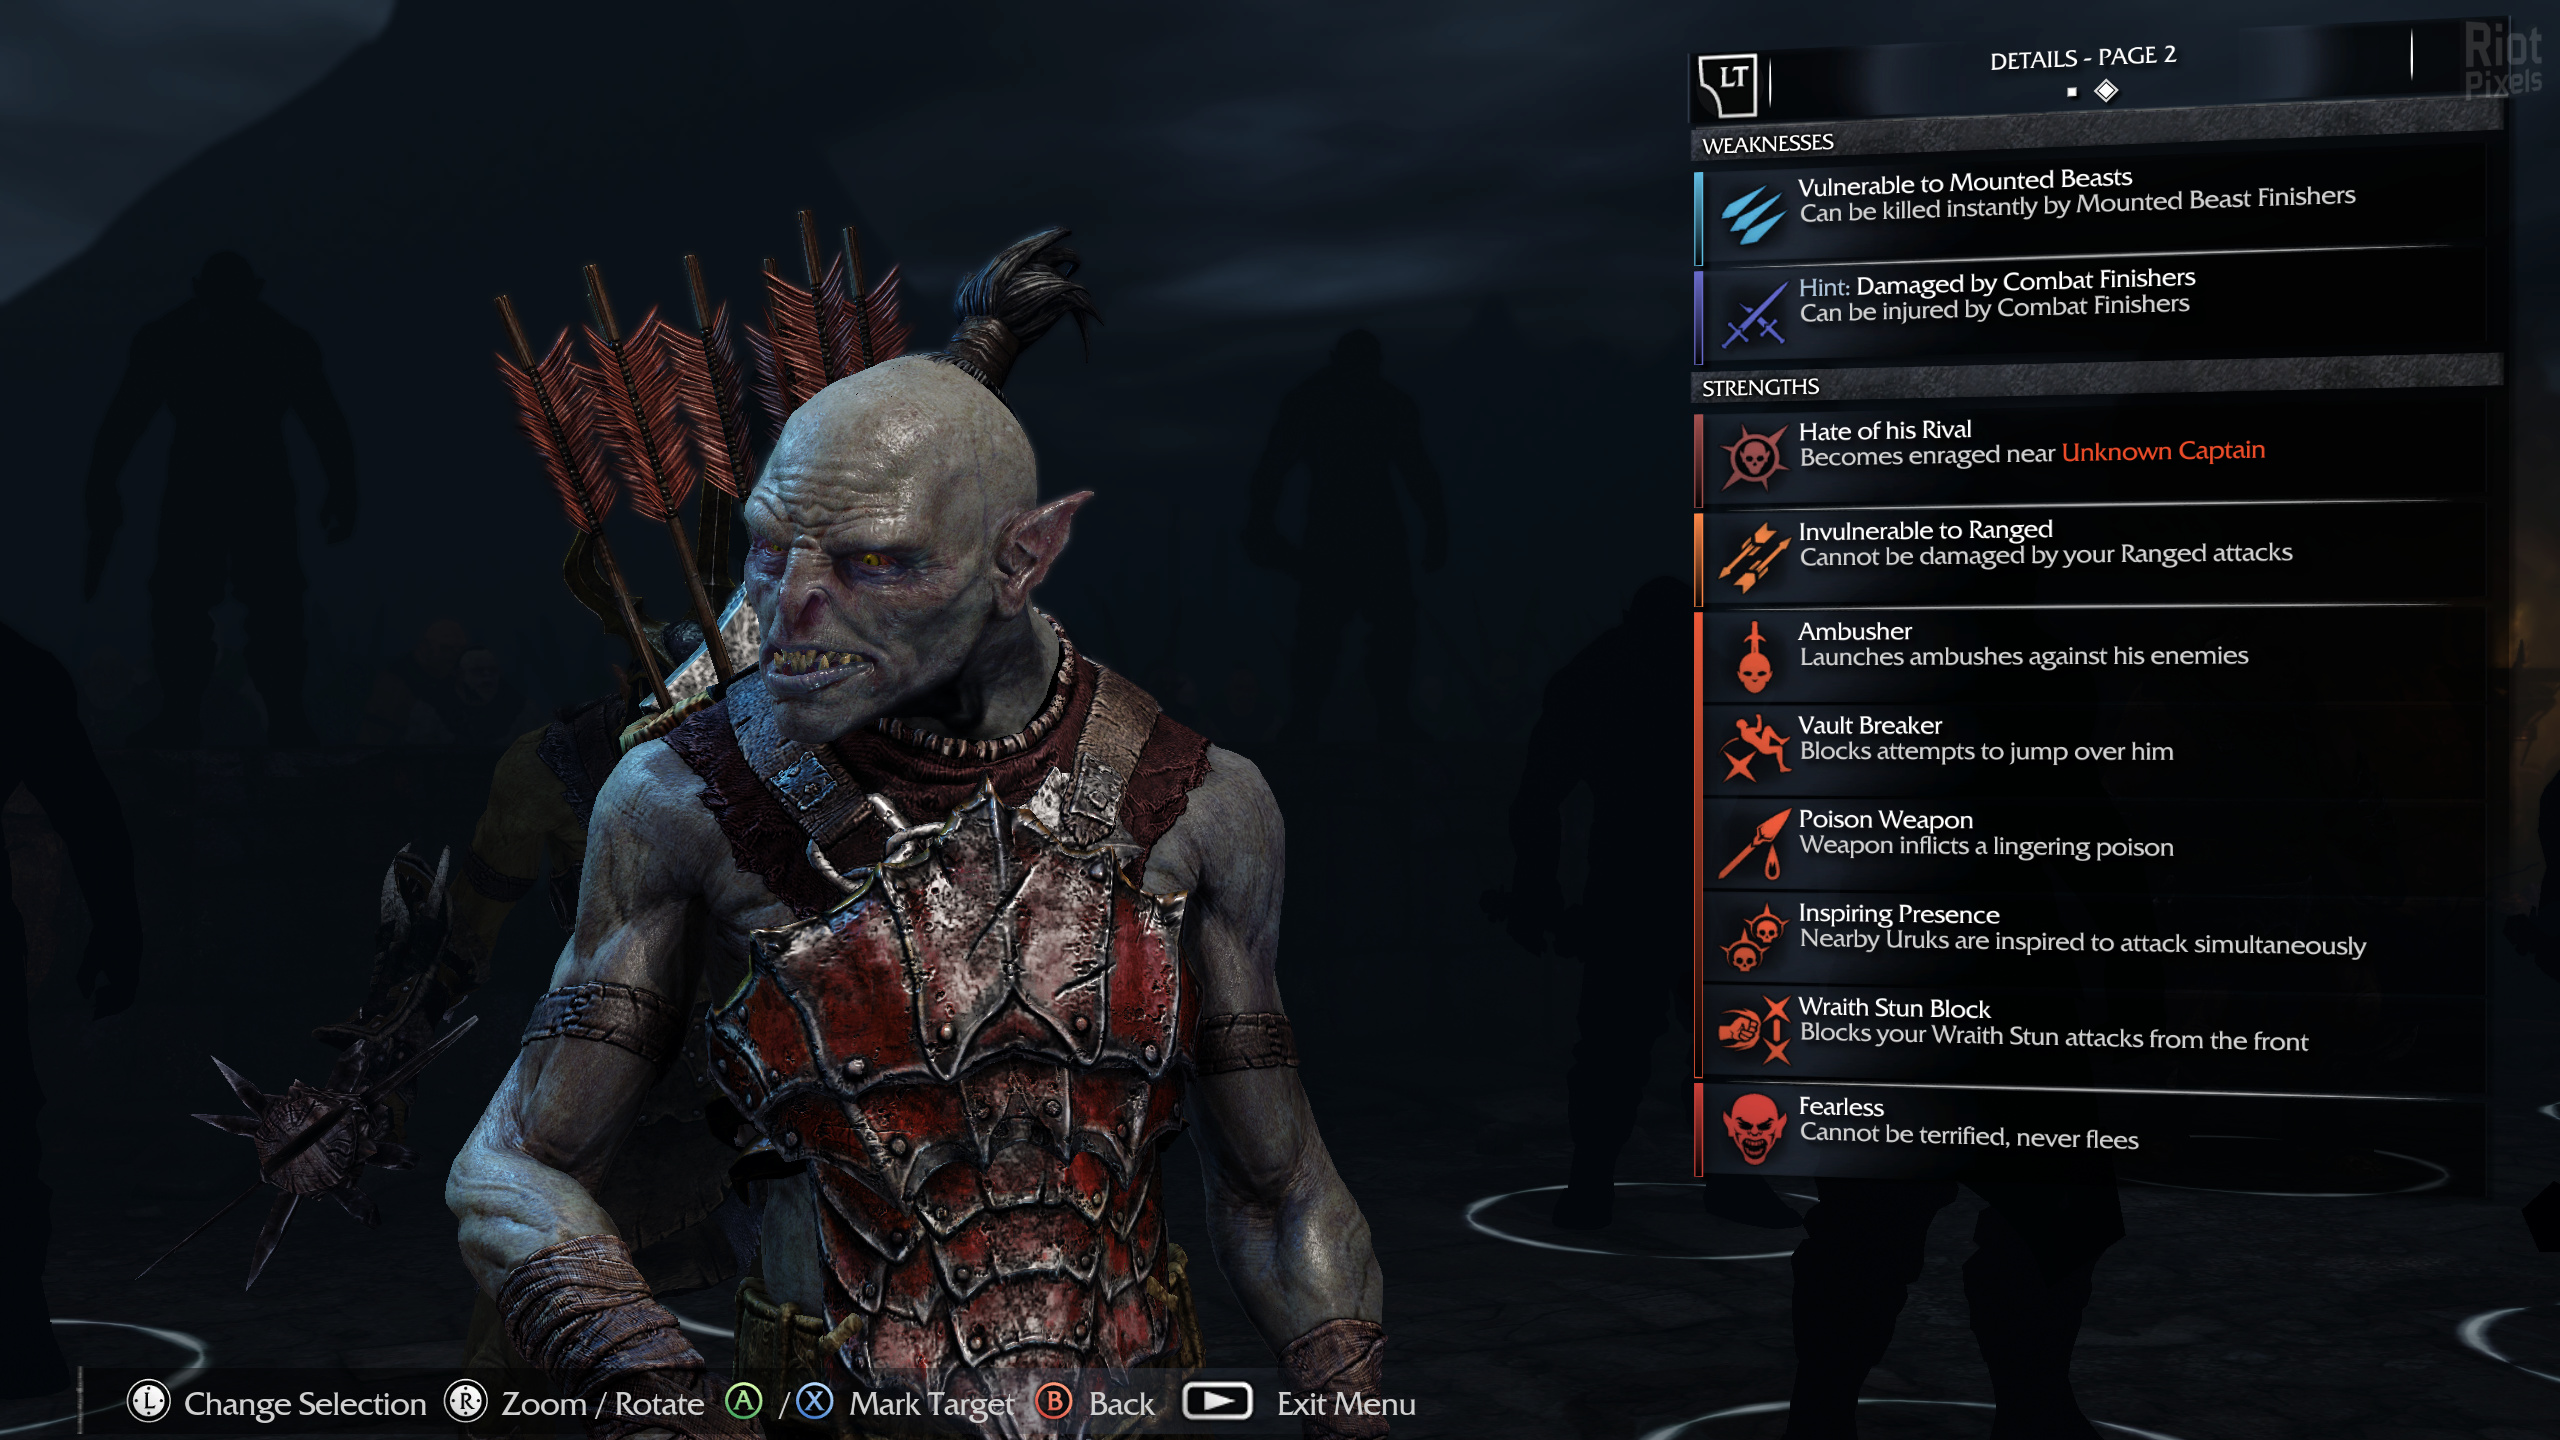 LT
DETAILS - PAGE 2
Riot
Pixels
WEAKNESSES
Vulnerable to Mounted Beasts
Can be killed instantly by Mounted Beast Finishers
Hint: Damaged by Combat Finishers
Can be injured by Combat Finishers
STRENGTHS
Hate of his Rival
Becomes enraged near Unknown Captain
Invulnerable to Ranged
Cannot be damaged by your Ranged attacks
Ambusher
Launches ambushes against his enemies
Vault Breaker
Blocks attempts to jump over him
Poison Weapon
Weapon inflicts a lingering poison
Inspiring Presence
Nearby Uruks are inspired to attack simultaneously
Wraith Stun Block
Blocks your Wraith Stun attacks from the front
Fearless
Cannot be terrified, never flees
L Change Selection R Zoom / Rotate A / X Mark Target B Back Exit Menu